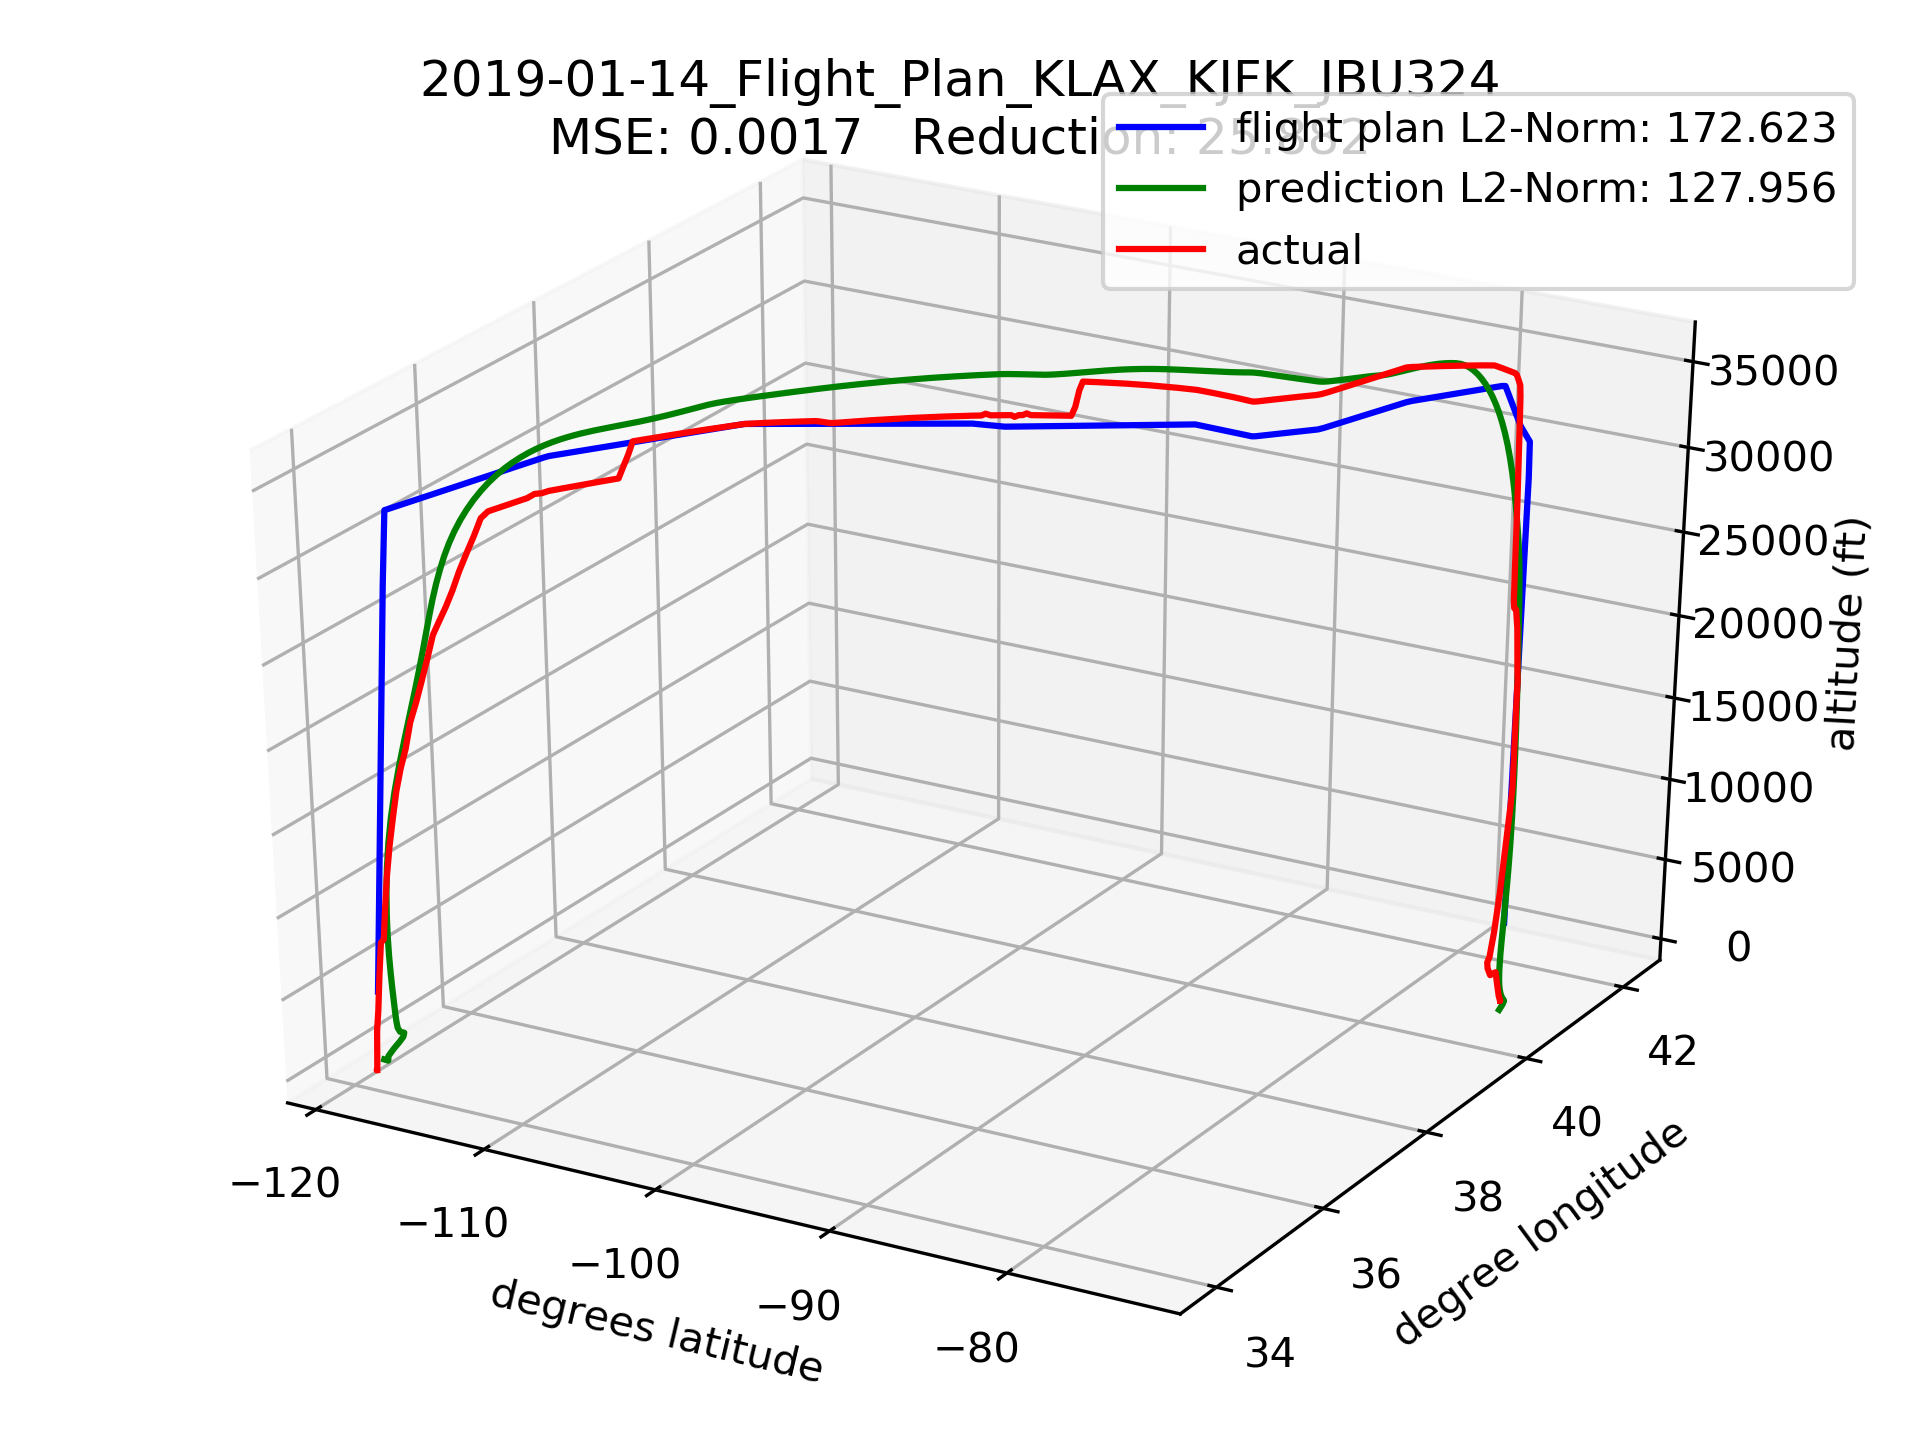 2019-01-14_Flight_Plan_KLAX_KJFK_JBU324
MSE: 0.0017 Reduction: 25.882
flight plan L2-Norm: 172.623
prediction L2-Norm: 127.956
actual
35000
30000
25000
20000
15000
10000
5000
0
altitude (ft)
42
40
38
36
34
degree longitude
−120
−110
−100
−90
−80
degrees latitude